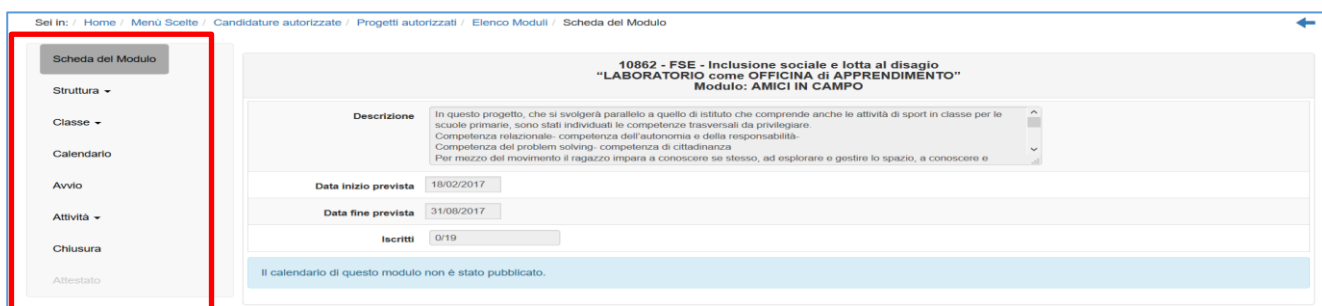 Sei in: / Home / Menù Scelte / Candidature autorizzate / Progetti autorizzati / Elenco Moduli / Scheda del Modulo
Scheda del Modulo
Struttura
Classe
Calendario
Avvio
Attività
Chiusura
Attestato
10862 - FSE - Inclusione sociale e lotta al disagio
“LABORATORIO come OFFICINA di APPRENDIMENTO”
Modulo: AMICI IN CAMPO
Descrizione
In questo progetto, che si svolgerà parallelo a quello di istituto che comprende anche le attività di sport in classe per le
scuole primarie, sono stati individuati le competenze trasversali da privilegiare.
Competenza relazionale- competenza dell'autonomia e della responsabilità-
Competenza del problem solving- competenza di cittadinanza
Per mezzo del movimento il ragazzo impara a conoscere se stesso, ad esplorare e gestire lo spazio, a conoscere e
Data inizio prevista 18/02/2017
Data fine prevista 31/08/2017
Iscritti 0/19
Il calendario di questo modulo non è stato pubblicato.